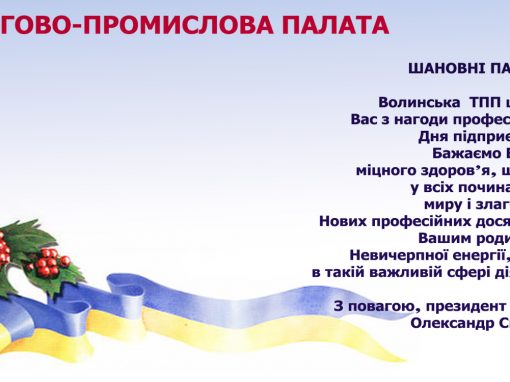 ГОВО-ПРОМИСЛОВА ПАЛАТА
ШАНОВНІ ПА
Волинська ТПП
Вас з нагоди профес
Дня підприє
Бажаємо
міцного здоров’я,
у всіх почина
миру і злаг
Нових професійних дося
Вашим роди
Невичерпної енергії,
в такій важливій сфері ді
З повагою, президент
Олександр С